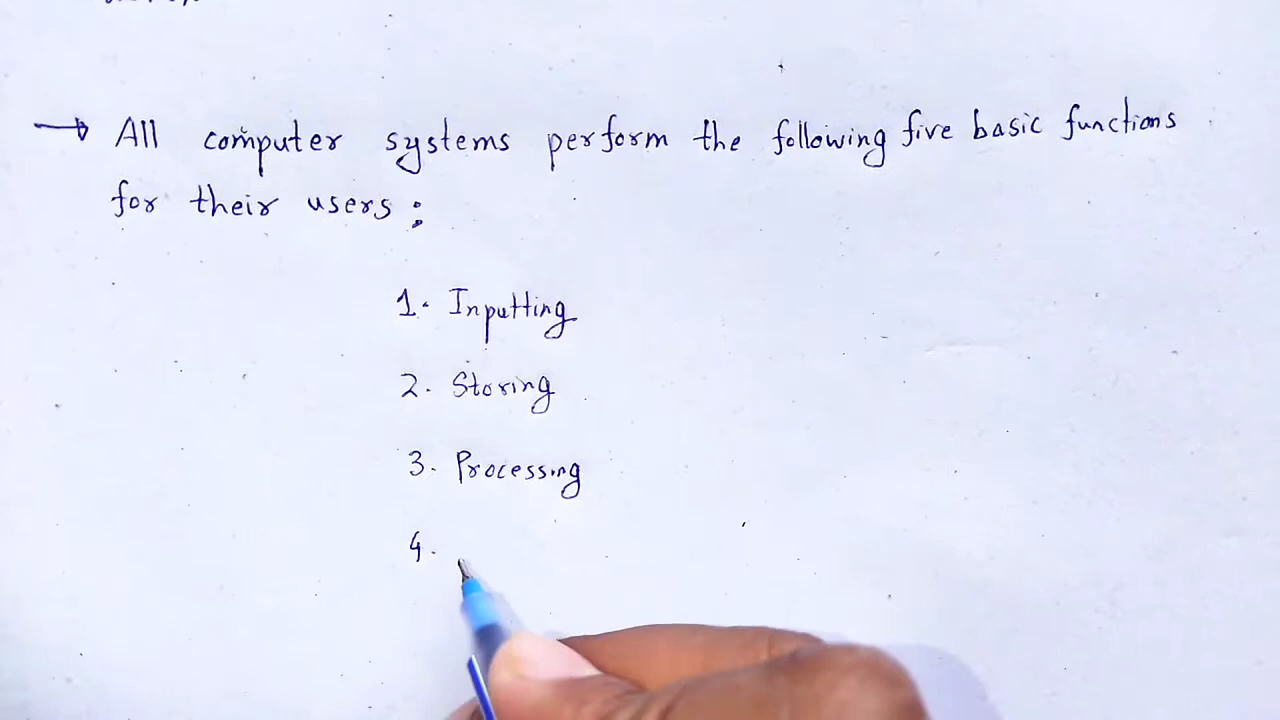 → All computer systems perform the following five basic functions
for their users:
1. Inputting
2. Storing
3. Processing
4.